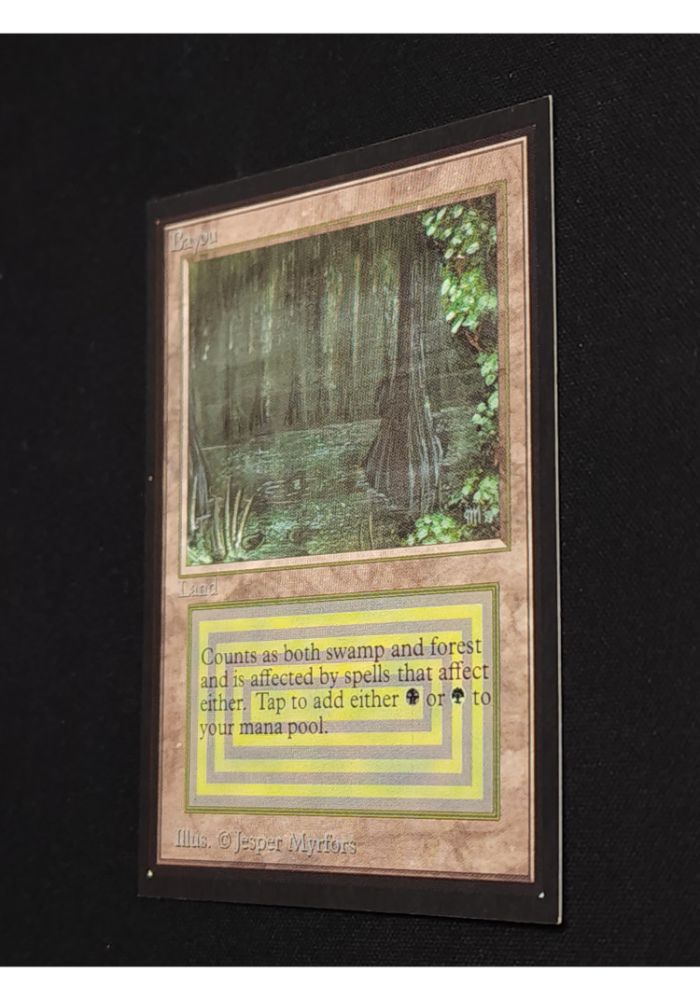 Bayou
JM
Land
Counts as both swamp and forest
and is affected by spells that affect
either. Tap to add either or to
your mana pool.
Illus. © Jesper Myrfors